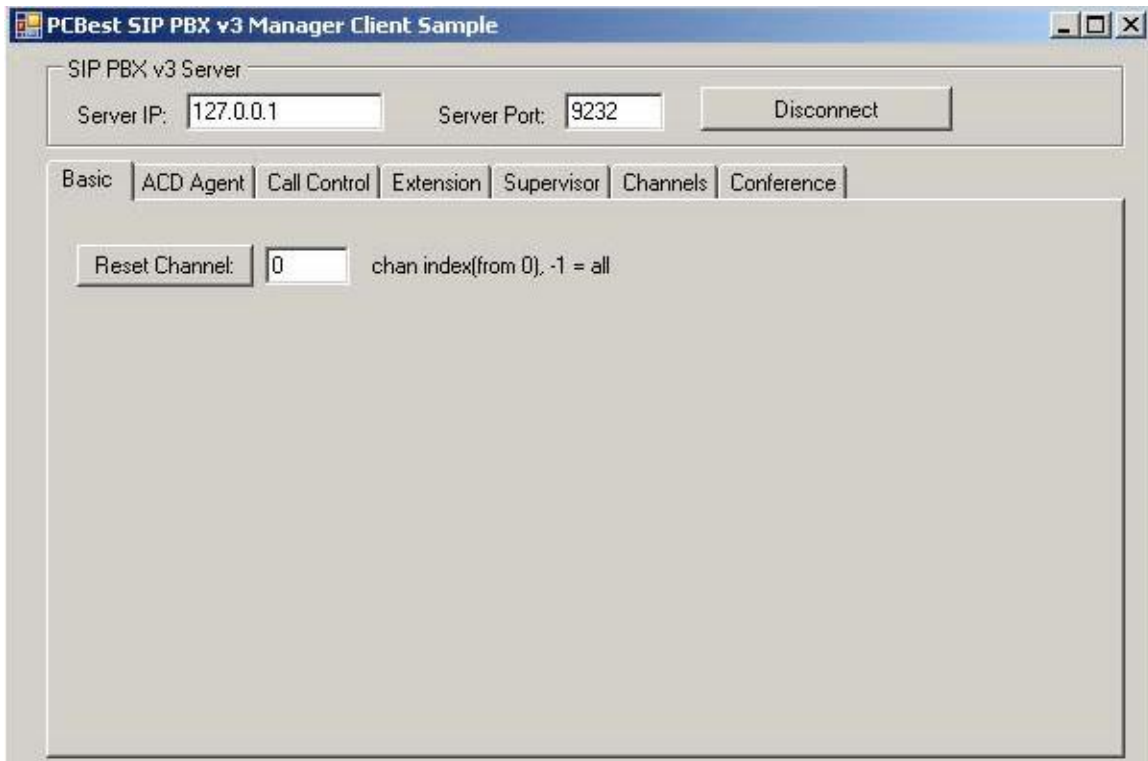 PCBest SIP PBX v3 Manager Client Sample
SIP PBX v3 Server
Server IP: 127.0.0.1 Server Port: 9232 Disconnect
Basic ACD Agent Call Control Extension Supervisor Channels Conference
Reset Channel: 0 chan index(from 0), -1 = all